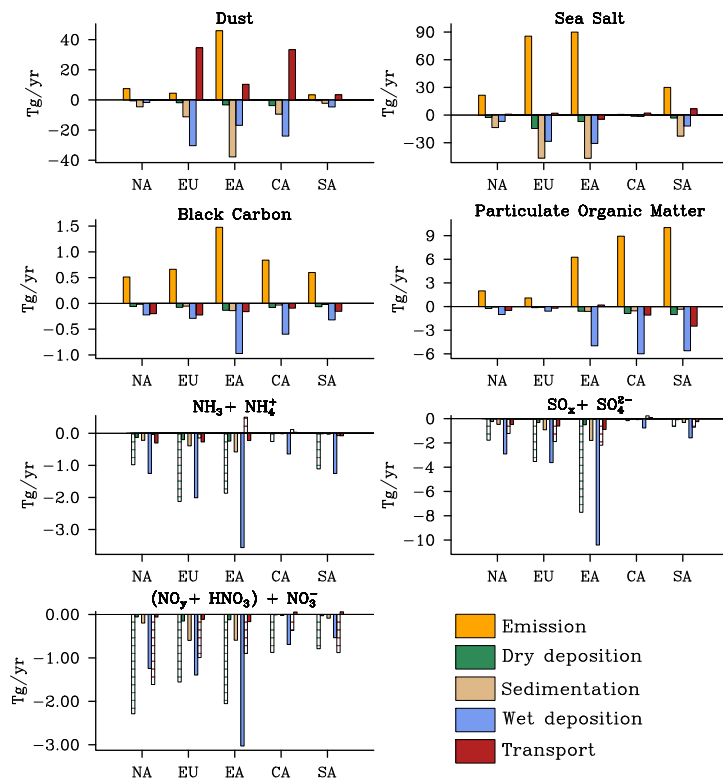 Dust
Tg/yr
40
20
0
−20
−40
NA EU EA CA SA
Sea Salt
Tg/yr
90
60
30
0
−30
NA EU EA CA SA
Black Carbon
Tg/yr
1.5
1.0
0.5
0.0
−0.5
−1.0
NA EU EA CA SA
Particulate Organic Matter
Tg/yr
9
6
3
0
−3
−6
NA EU EA CA SA
NH₃+ NH₄⁺
Tg/yr
0.0
−1.0
−2.0
−3.0
NA EU EA CA SA
SOₓ+ SO₄²⁻
Tg/yr
0
−2
−4
−6
−8
−10
NA EU EA CA SA
(NOᵧ+ HNO₃) + NO₃⁻
Tg/yr
0.00
−1.00
−2.00
−3.00
NA EU EA CA SA
Emission
Dry deposition
Sedimentation
Wet deposition
Transport